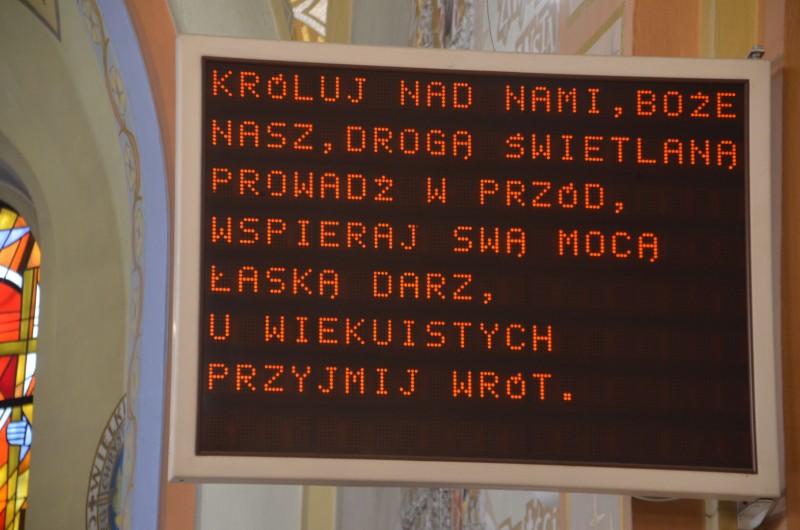 KRÓLUJ NAD NAMI,BOŻE
NASZ,DROGĄ ŚWIETLANĄ
PROWADŹ W PRZÓD,
WSPIERAJ SWĄ MOCĄ
ŁASKĄ DARZ,
U WIEKUISTYCH
PRZYJMIJ WRÓT.